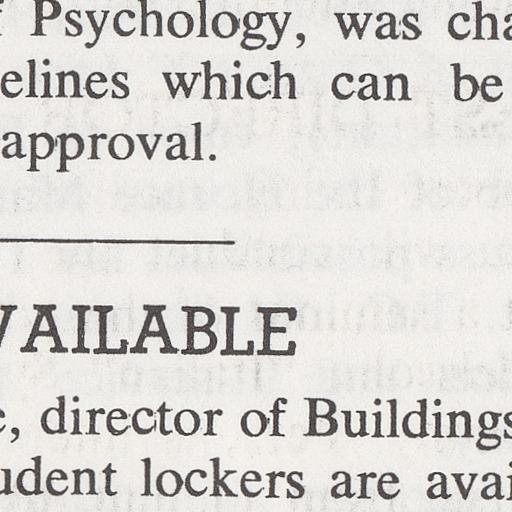 f Psychology, was cha
elines which can be
approval.
VAILABLE
e, director of Buildings
udent lockers are avai